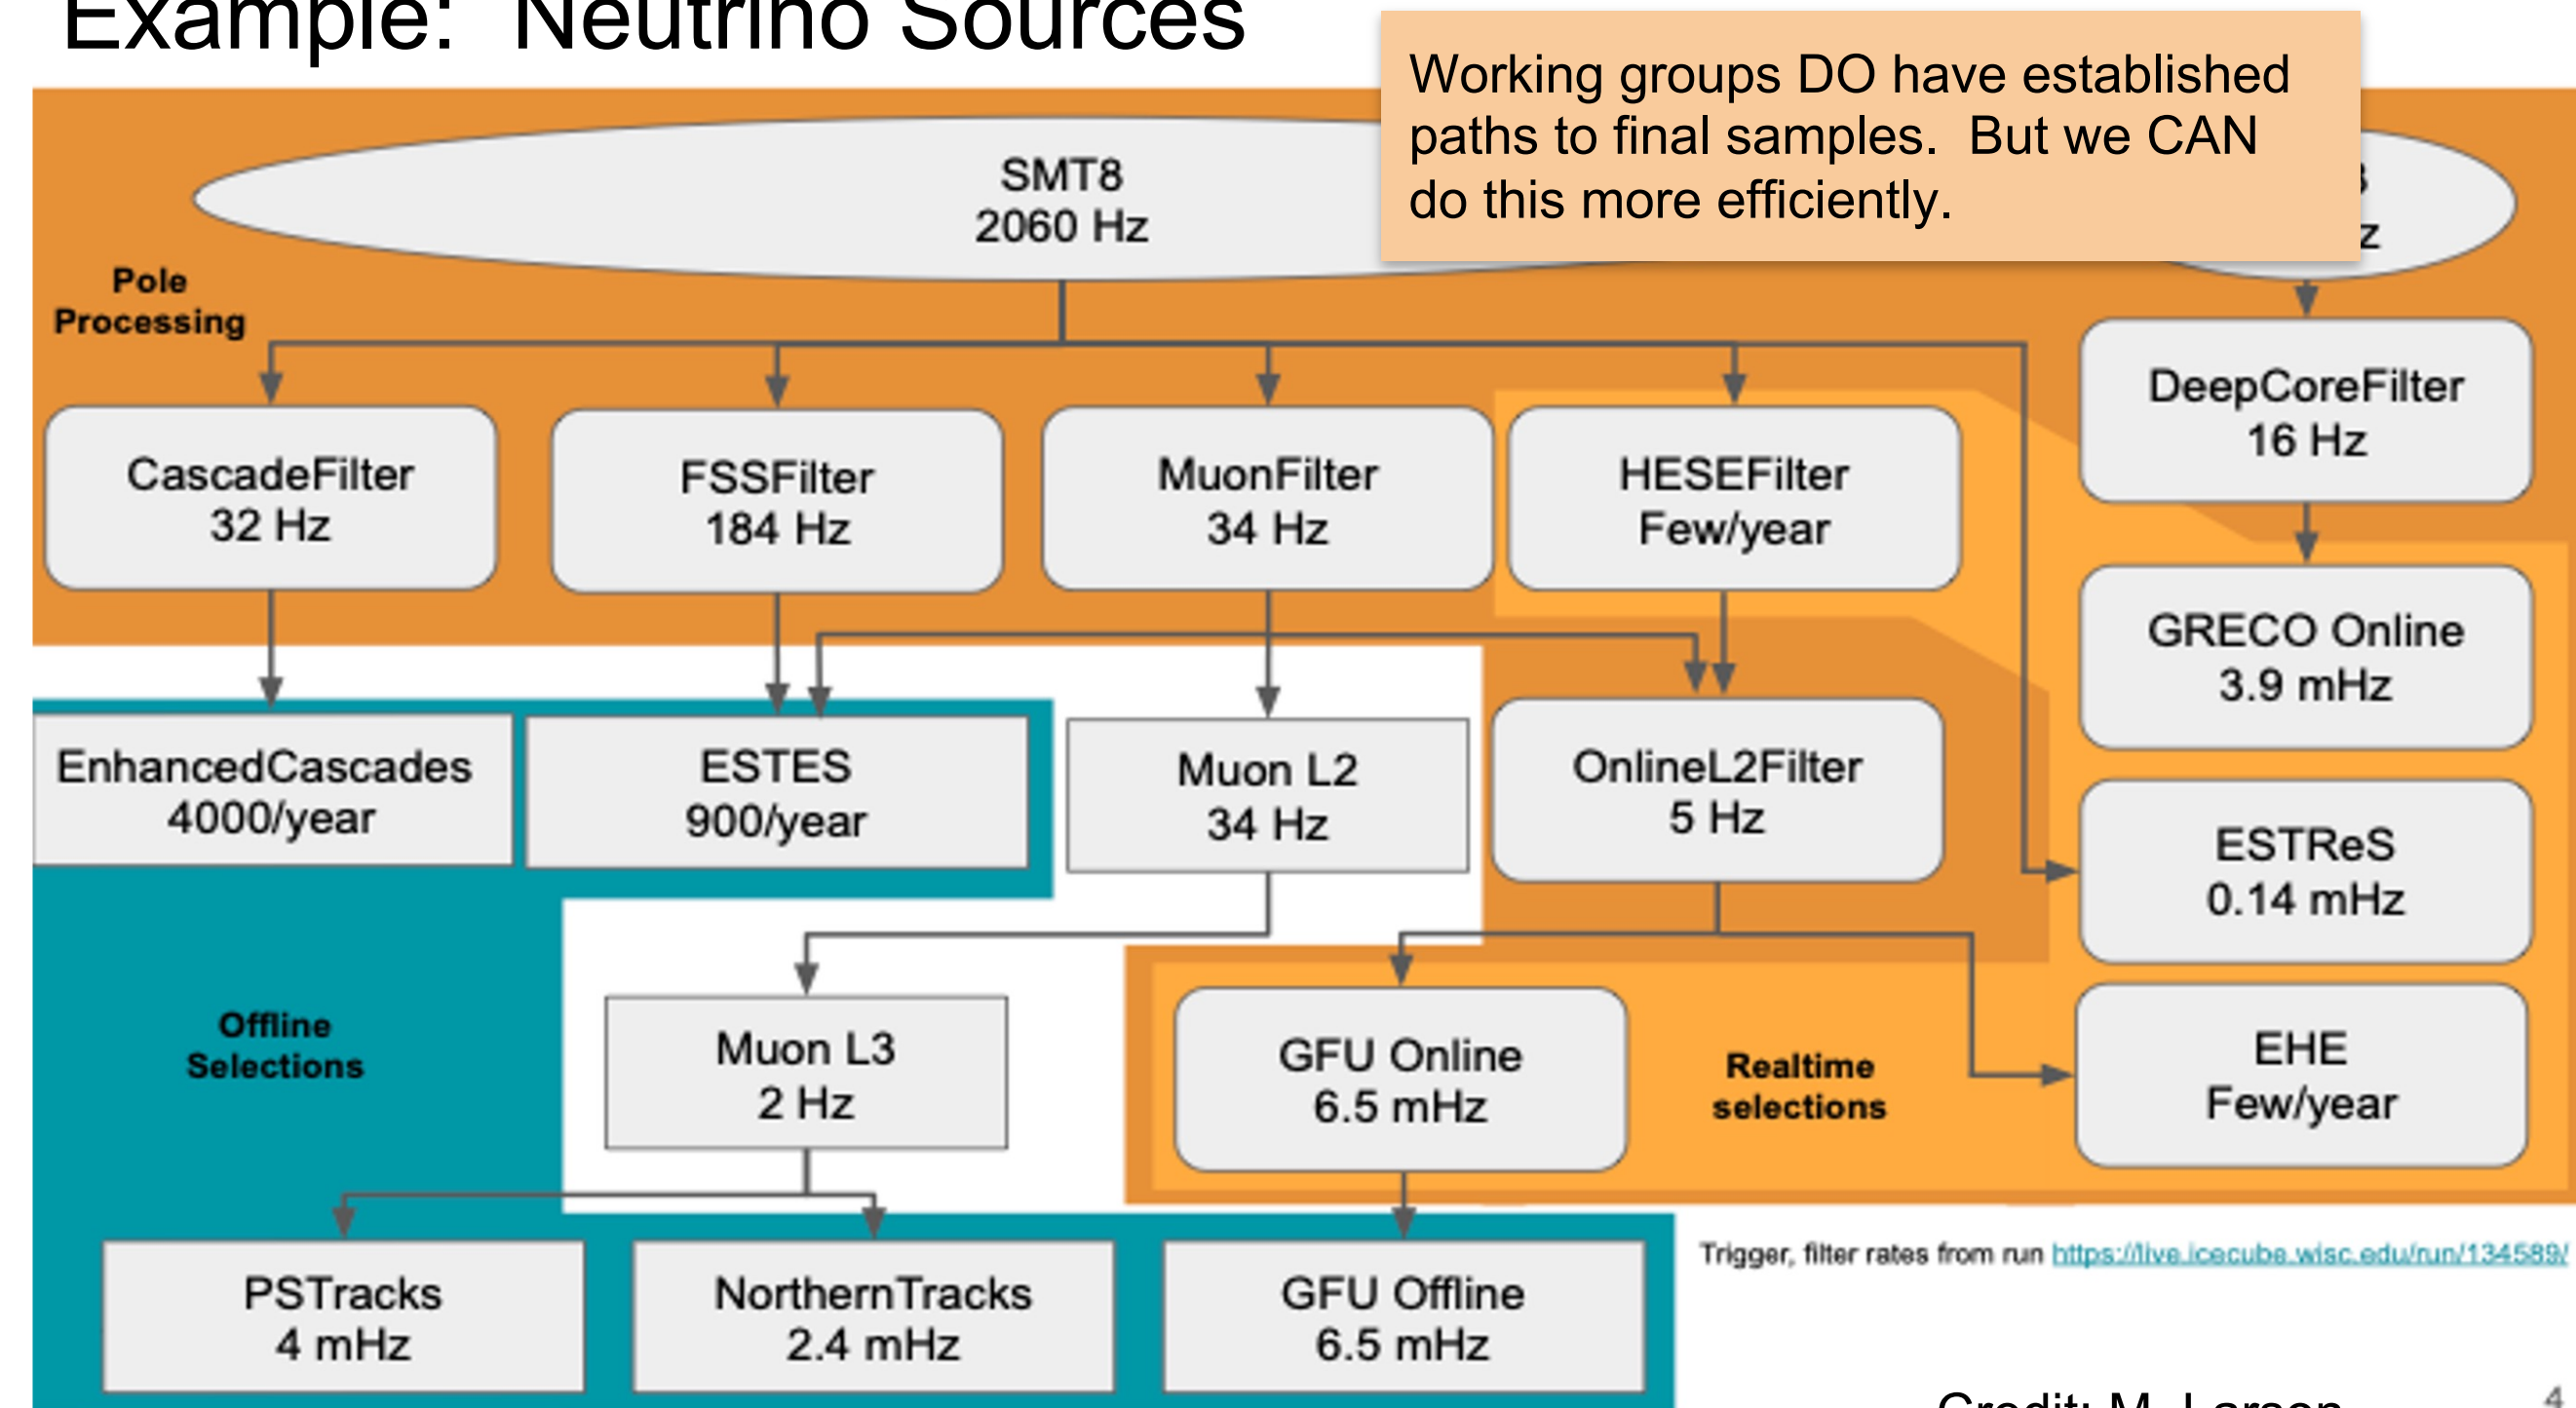 Example: Neutrino Sources
Working groups DO have established
paths to final samples. But we CAN
do this more efficiently.
SMT8
2060 Hz
z
Pole
Processing
DeepCoreFilter
16 Hz
CascadeFilter
32 Hz
FSSFilter
184 Hz
MuonFilter
34 Hz
HESEFilter
Few/year
GRECO Online
3.9 mHz
EnhancedCascades
4000/year
ESTES
900/year
Muon L2
34 Hz
OnlineL2Filter
5 Hz
ESTReS
0.14 mHz
Offline
Selections
Muon L3
2 Hz
GFU Online
6.5 mHz
Realtime
selections
EHE
Few/year
Trigger, filter rates from run https://live.icecube.wisc.edu/run/134589/
PSTracks
4 mHz
NorthernTracks
2.4 mHz
GFU Offline
6.5 mHz
Credit: M. Larson
4